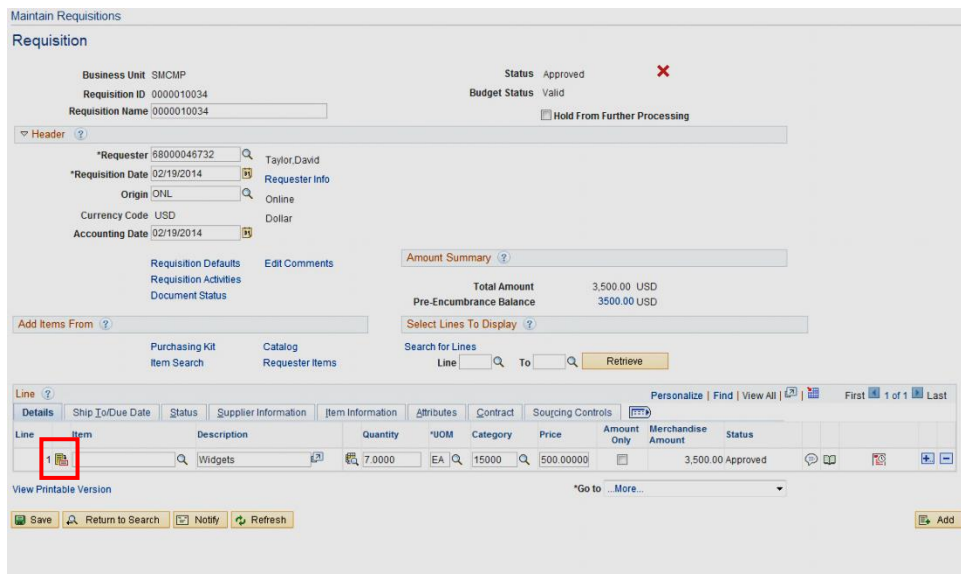 Maintain Requisitions
Requisition
Business Unit SMCMP Status Approved
Requisition ID 0000010034 Budget Status Valid
Requisition Name 0000010034 Hold From Further Processing
Header ?
*Requester 68000046732 Taylor,David
*Requisition Date 02/19/2014 31 Requester Info
Origin ONL Online
Currency Code USD Dollar
Accounting Date 02/19/2014 31
Requisition Defaults Edit Comments Amount Summary ?
Requisition Activities Total Amount 3,500.00 USD
Document Status Pre-Encumbrance Balance 3500.00 USD
Add Items From ? Select Lines To Display ?
Purchasing Kit Catalog Search for Lines
Item Search Requester Items Line To Retrieve
Line ? Personalize | Find | View All | | First 1 of 1 Last
Details Ship To/Due Date Status Supplier Information Item Information Attributes Contract Sourcing Controls
Line Item Description Quantity *UOM Category Price Amount Only Merchandise Amount Status
1 Widgets 7.0000 EA 15000 500.00000 3,500.00 Approved
View Printable Version *Go to ...More...
Save Return to Search Notify Refresh Add